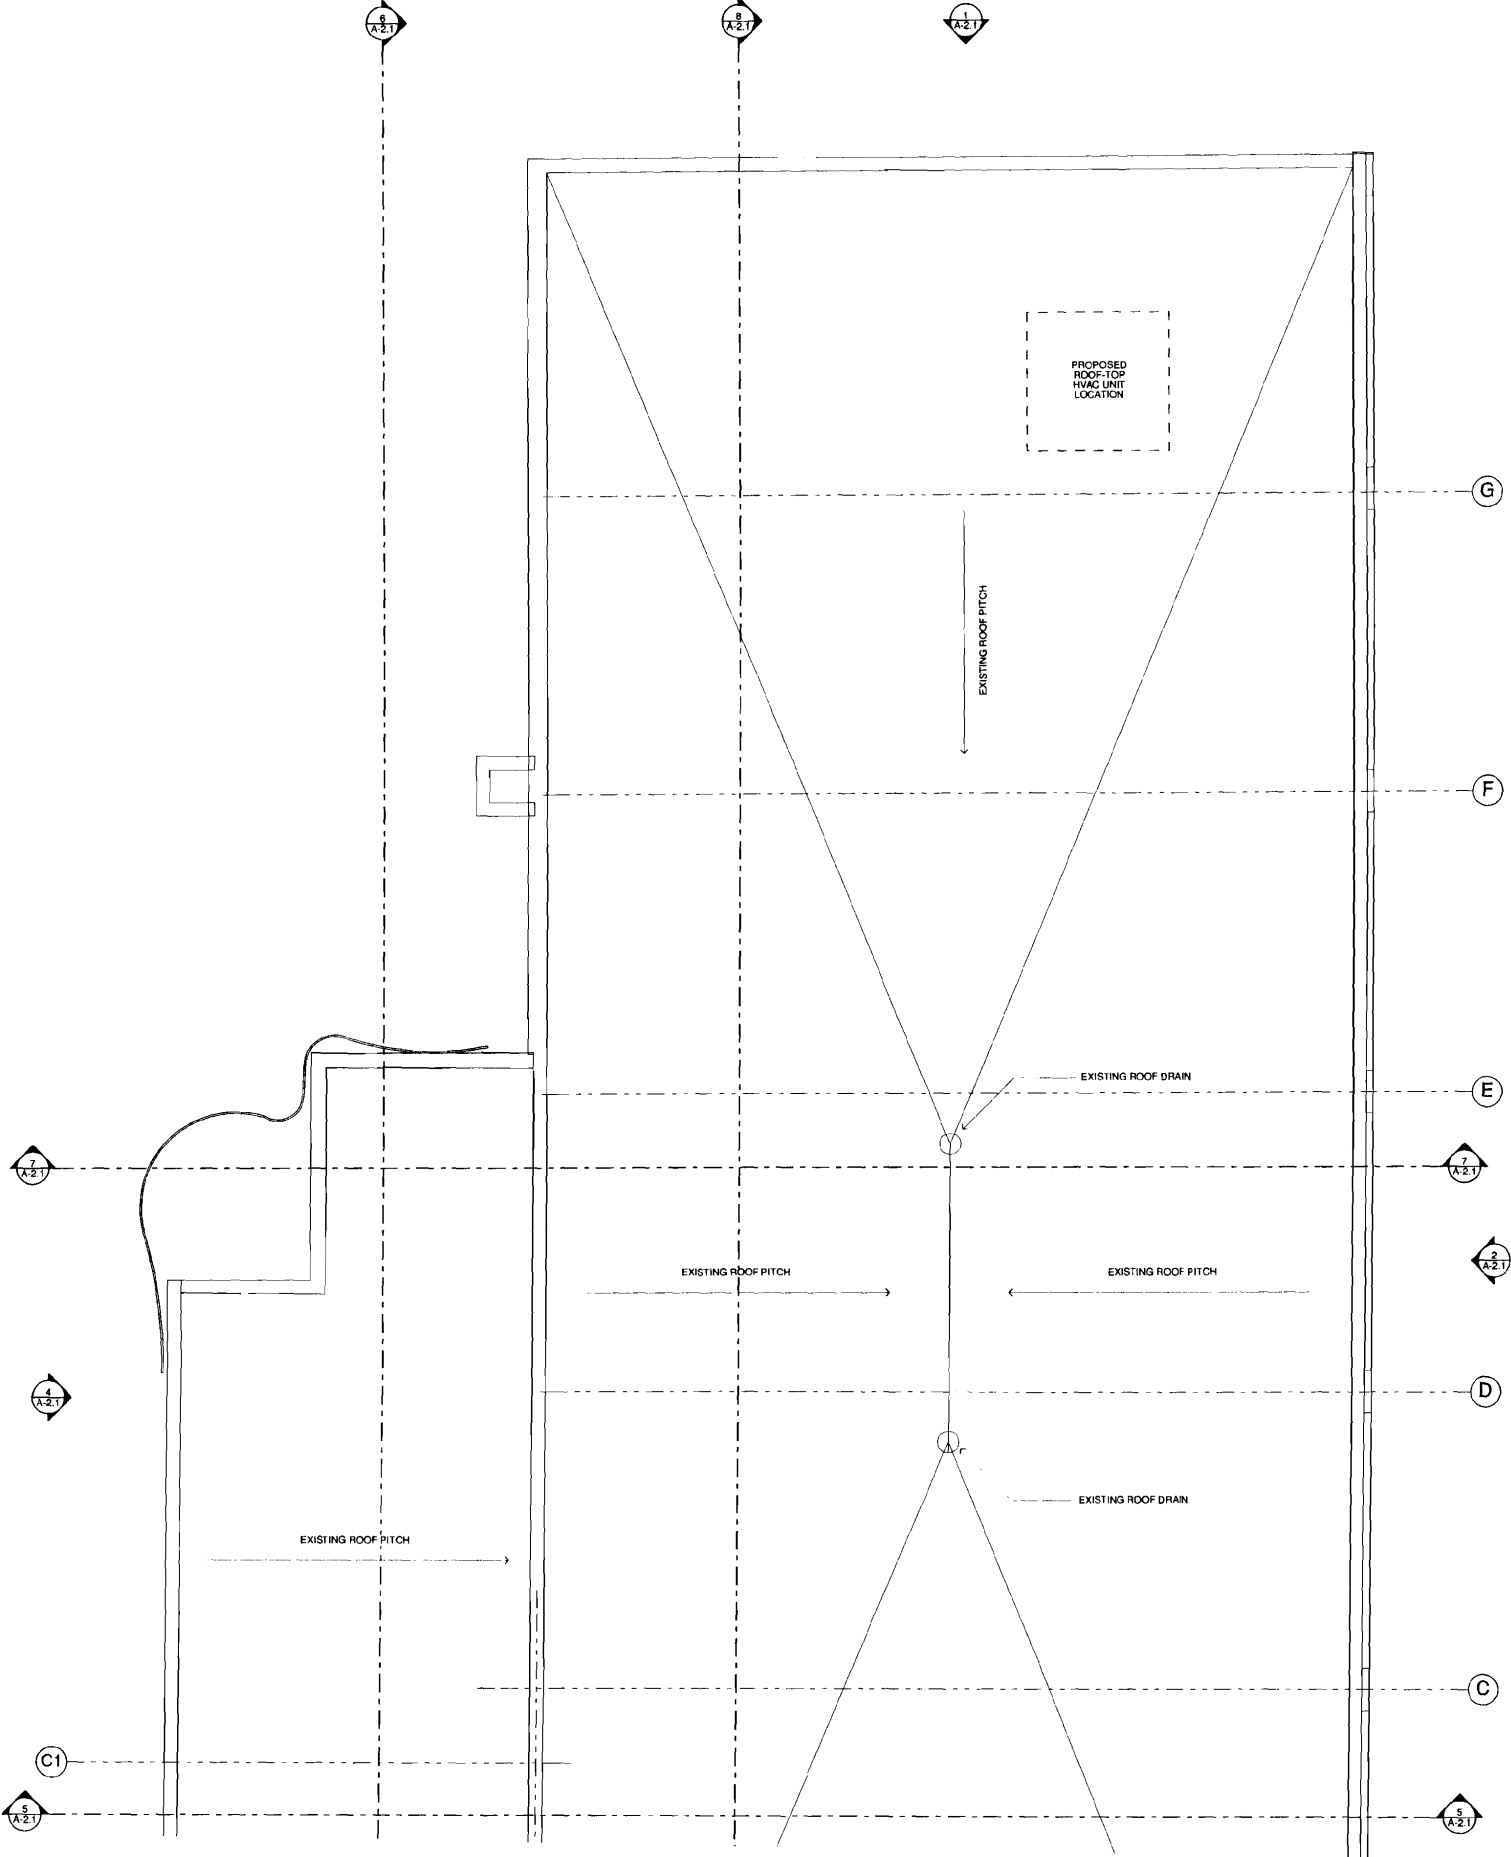 6
A-2.1
8
A-2.1
1
A-2.1
PROPOSED
ROOF-TOP
HVAC UNIT
LOCATION
G
EXISTING ROOF PITCH
F
EXISTING ROOF DRAIN
E
7
A-2.1
7
A-2.1
2
A-2.1
EXISTING ROOF PITCH
EXISTING ROOF PITCH
4
A-2.1
D
EXISTING ROOF DRAIN
EXISTING ROOF PITCH
C
C1
5
A-2.1
5
A-2.1